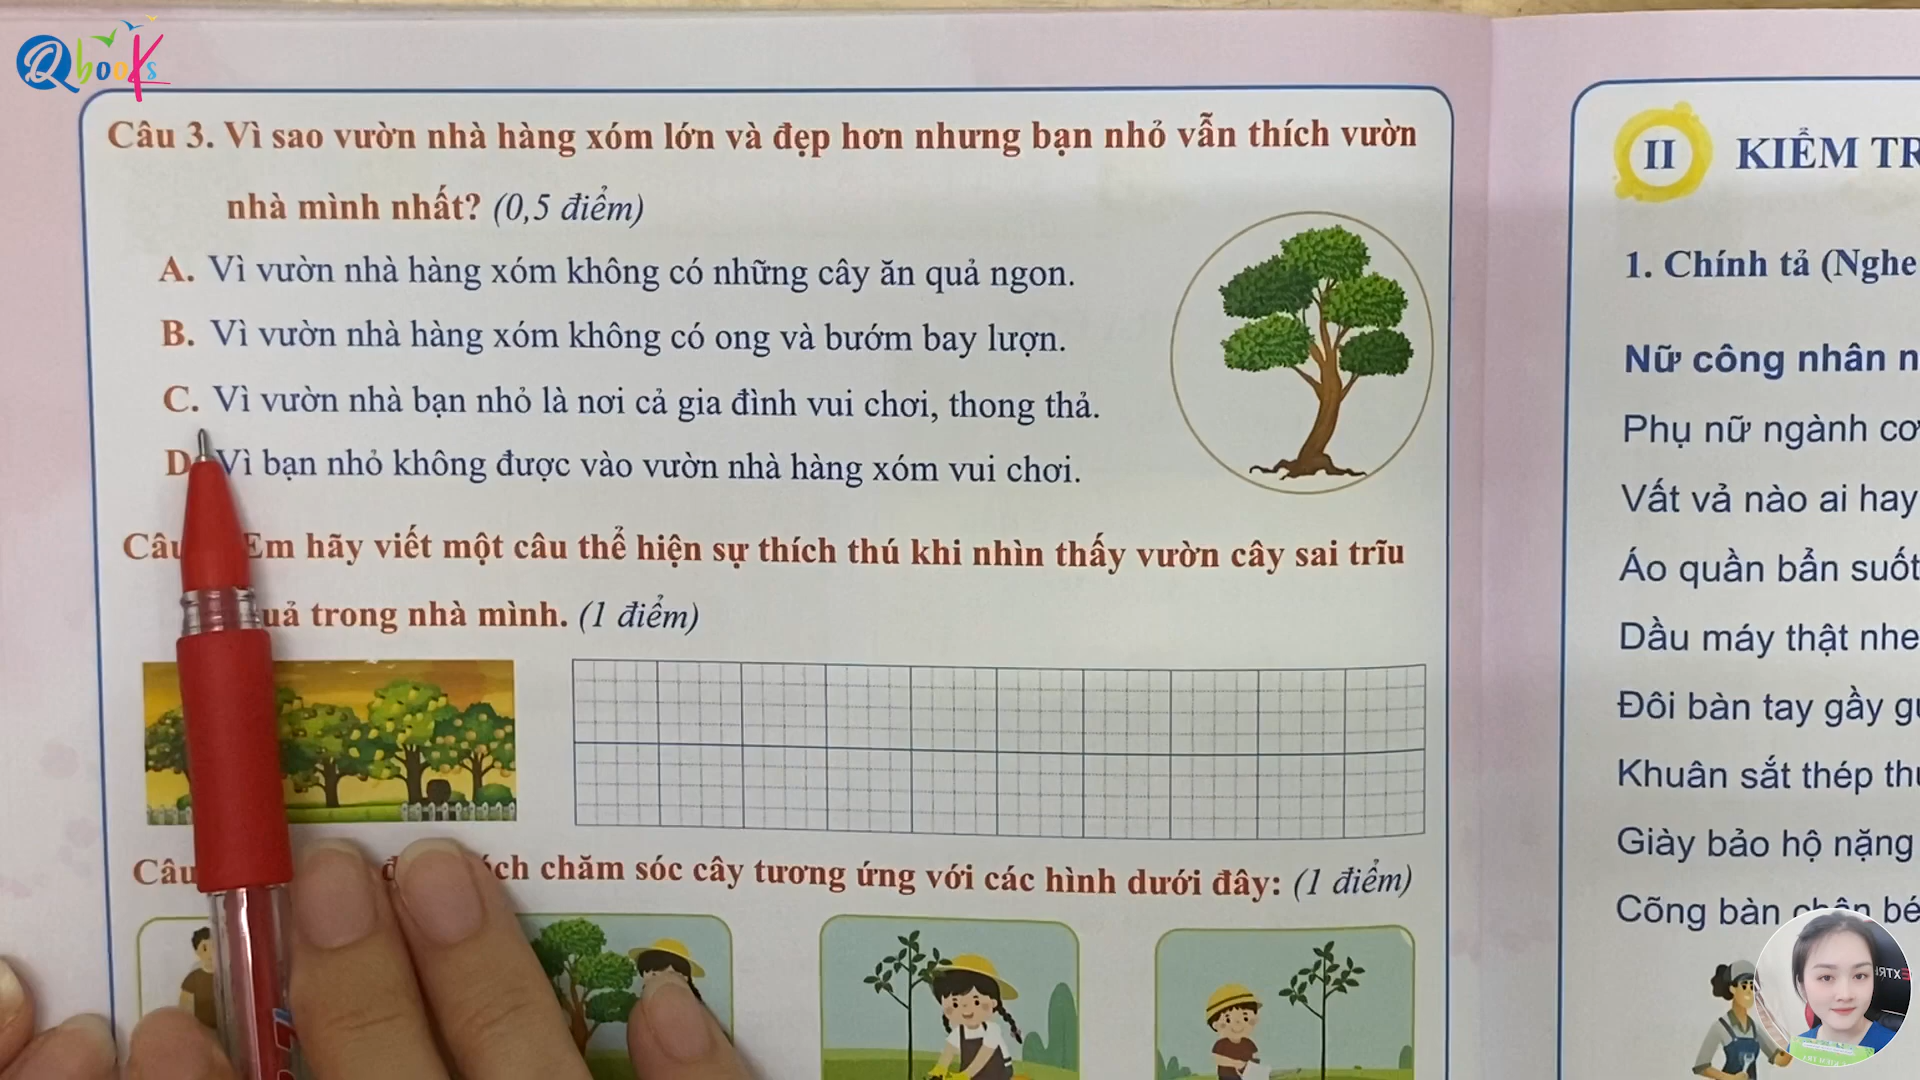 Qbooks
Câu 3. Vì sao vườn nhà hàng xóm lớn và đẹp hơn nhưng bạn nhỏ vẫn thích vườn
nhà mình nhất? (0,5 điểm)
A. Vì vườn nhà hàng xóm không có những cây ăn quả ngon.
B. Vì vườn nhà hàng xóm không có ong và bướm bay lượn.
C. Vì vườn nhà bạn nhỏ là nơi cả gia đình vui chơi, thong thả.
D Vì bạn nhỏ không được vào vườn nhà hàng xóm vui chơi.
Câu Em hãy viết một câu thể hiện sự thích thú khi nhìn thấy vườn cây sai trĩu
trong nhà mình. (1 điểm)
Câu chăm sóc cây tương ứng với các hình dưới đây: (1 điểm)
II KIỂM
1. Chính tả (Nghe
Nữ công nhân
Phụ nữ ngành
Vất vả nào ai hay
Áo quần bẩn
Dầu máy thật
Đôi bàn tay gầy
Khuân sắt thép
Giày bảo hộ nặng
Cõng bàn chân